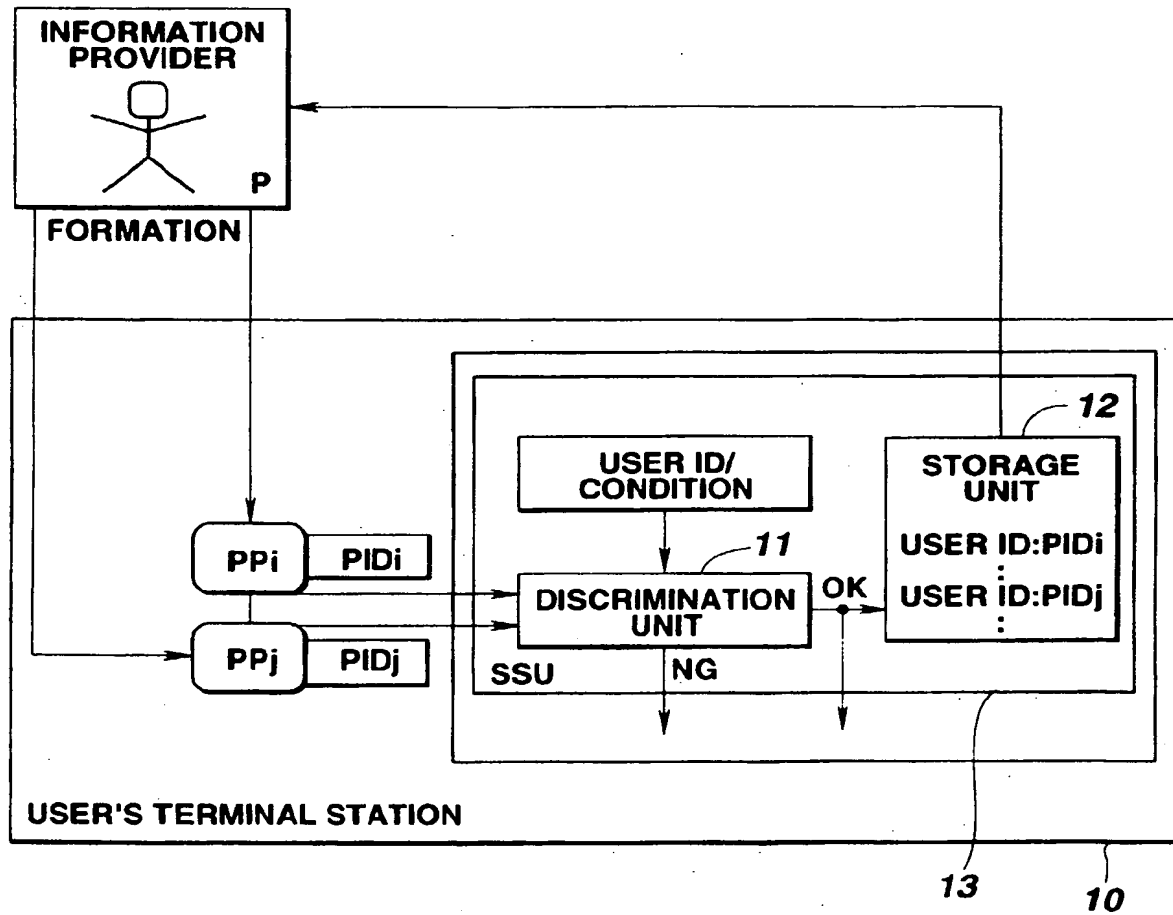 INFORMATION
PROVIDER
P
FORMATION
12
USER ID/
CONDITION
STORAGE
UNIT
USER ID:PIDi
:
USER ID:PIDj
:
11
PPi
PIDi
DISCRIMINATION
UNIT
OK
PPj
PIDj
SSU
NG
USER'S TERMINAL STATION
13
10